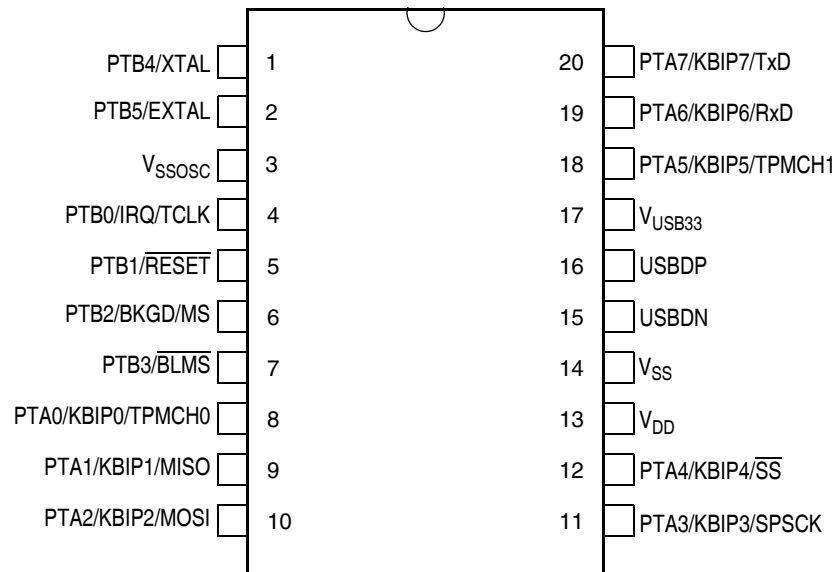 PTB4/XTAL 1 20 PTA7/KBIP7/TxD
PTB5/EXTAL 2 19 PTA6/KBIP6/RxD
VSSOSC 3 18 PTA5/KBIP5/TPMCH1
PTB0/IRQ/TCLK 4 17 VUSB33
PTB1/RESET 5 16 USBDP
PTB2/BKGD/MS 6 15 USBDN
PTB3/BLMS 7 14 VSS
PTA0/KBIP0/TPMCH0 8 13 VDD
PTA1/KBIP1/MISO 9 12 PTA4/KBIP4/SS
PTA2/KBIP2/MOSI 10 11 PTA3/KBIP3/SPSCK